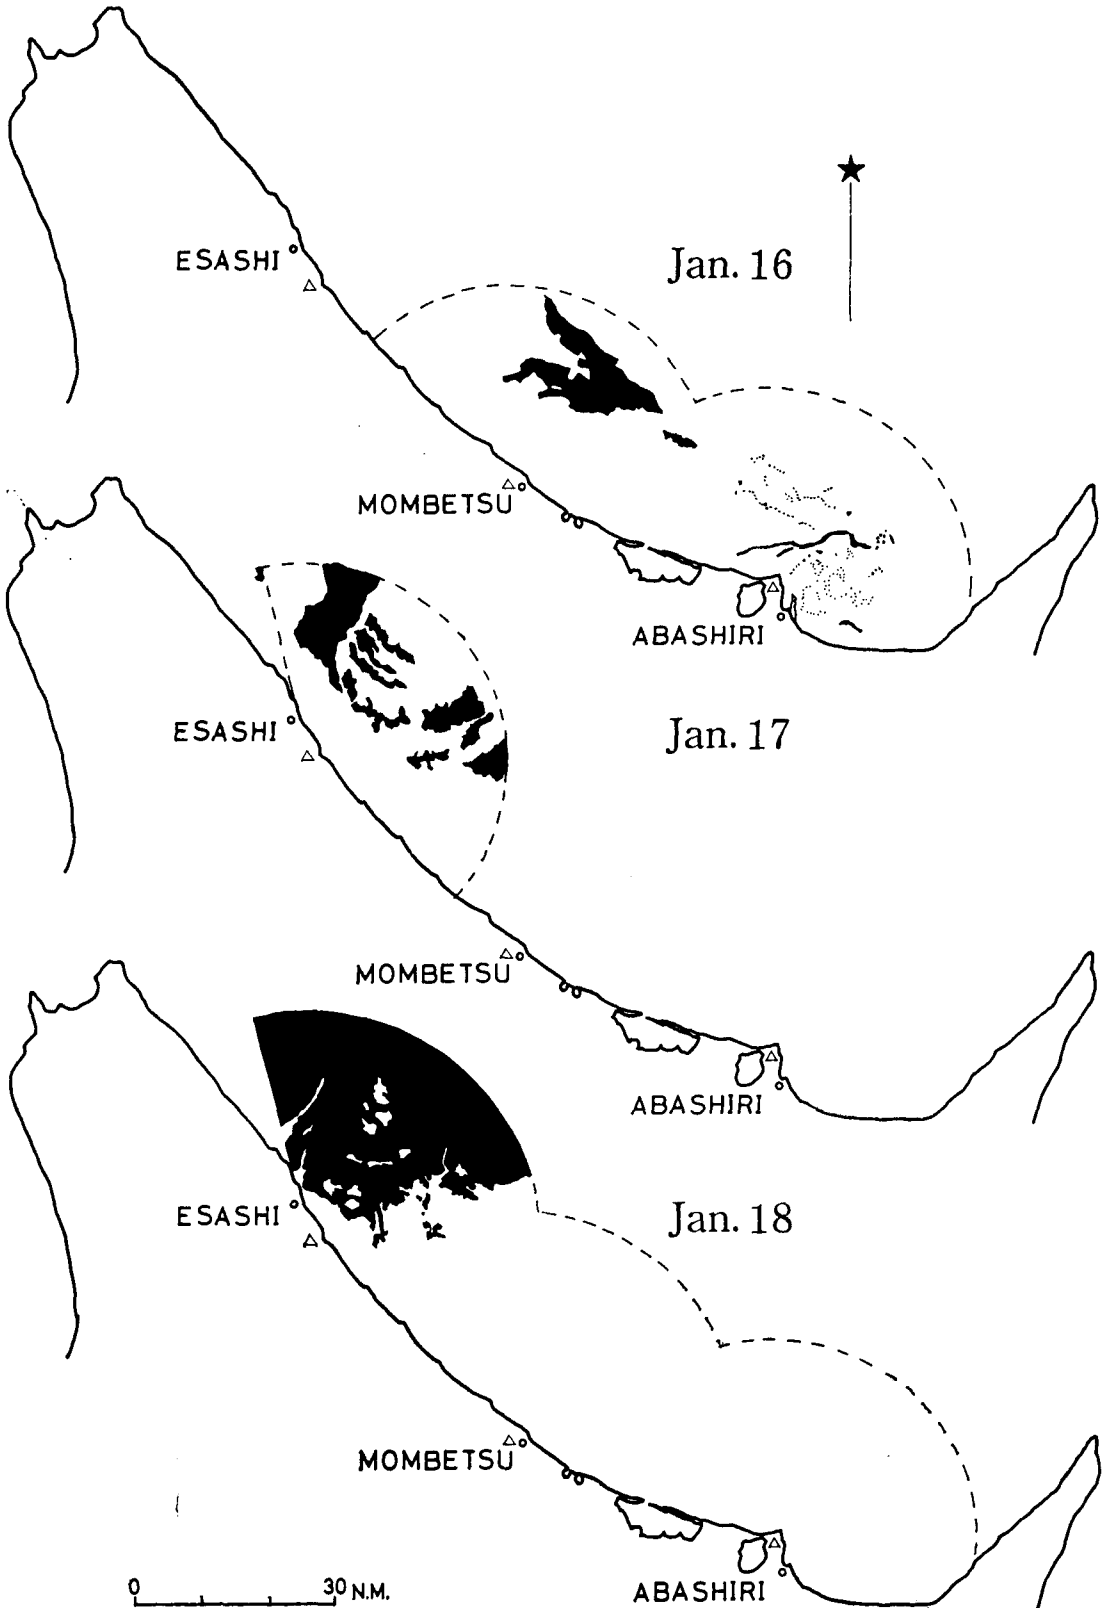 ESASHI
Jan. 16
MOMBETSU
ABASHIRI
ESASHI
Jan. 17
MOMBETSU
ABASHIRI
ESASHI
Jan. 18
MOMBETSU
ABASHIRI
0 30 N.M.